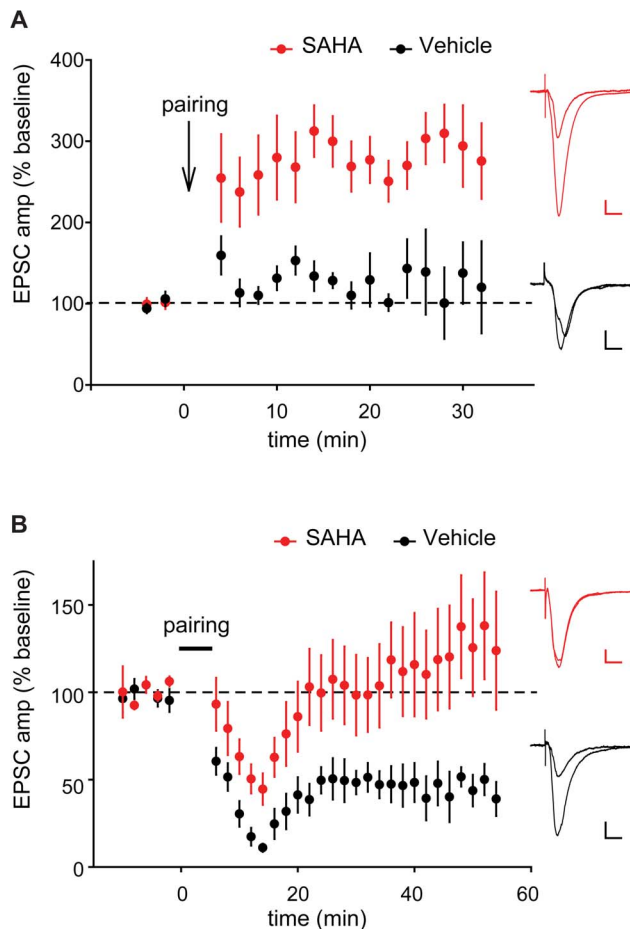 A
SAHA Vehicle
400
300
200
100
0
EPSC amp (% baseline)
pairing
0 10 20 30
time (min)
B
SAHA Vehicle
150
100
50
0
EPSC amp (% baseline)
pairing
0 20 40 60
time (min)